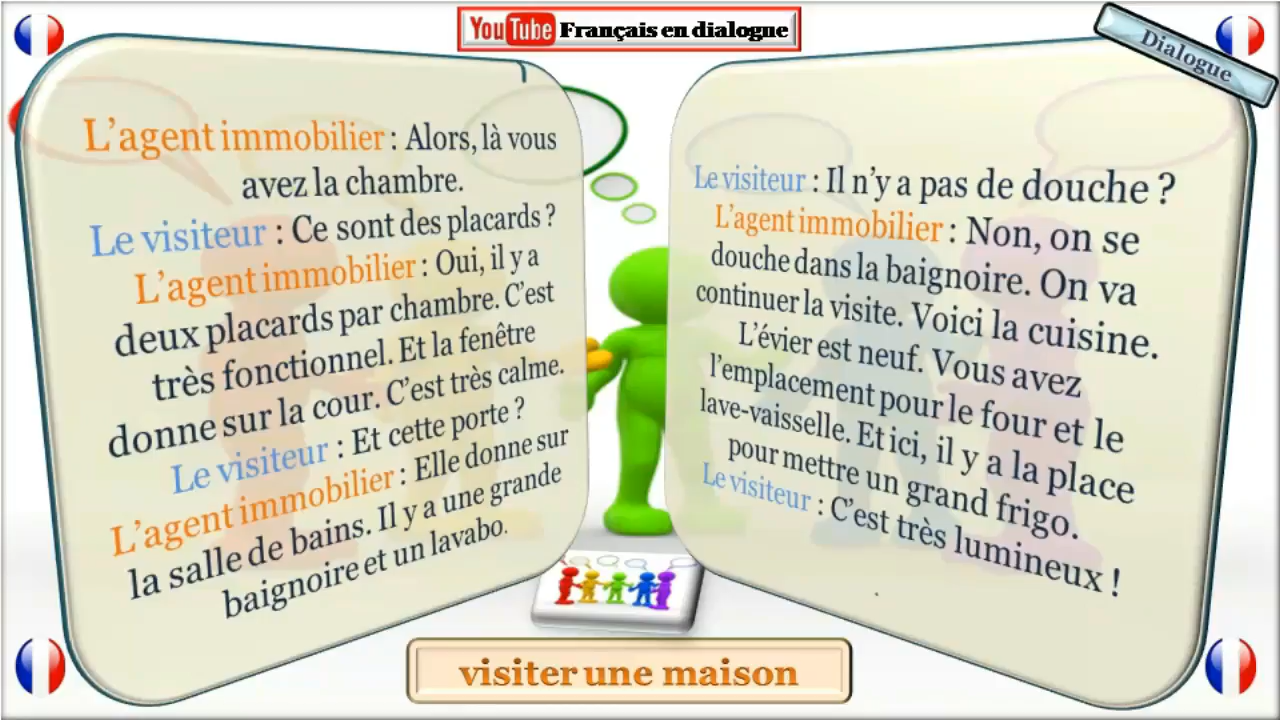 YouTube Français en dialogue
Dialogue
L'agent immobilier : Alors, là vous
avez la chambre.
Le visiteur : Ce sont des placards ?
L'agent immobilier : Oui, il y a
deux placards par chambre. C'est
très fonctionnel. Et la fenêtre
donne sur la cour. C'est très calme.
Le visiteur : Et cette porte ?
L'agent immobilier : Elle donne sur
la salle de bains. Il y a une grande
baignoire et un lavabo.
Le visiteur : Il n'y a pas de douche ?
L'agent immobilier : Non, on se
douche dans la baignoire. On va
continuer la visite. Voici la cuisine.
L'évier est neuf. Vous avez
l'emplacement pour le four et le
lave-vaisselle. Et ici, il y a la place
pour mettre un grand frigo.
Le visiteur : C'est très lumineux !
visiter une maison